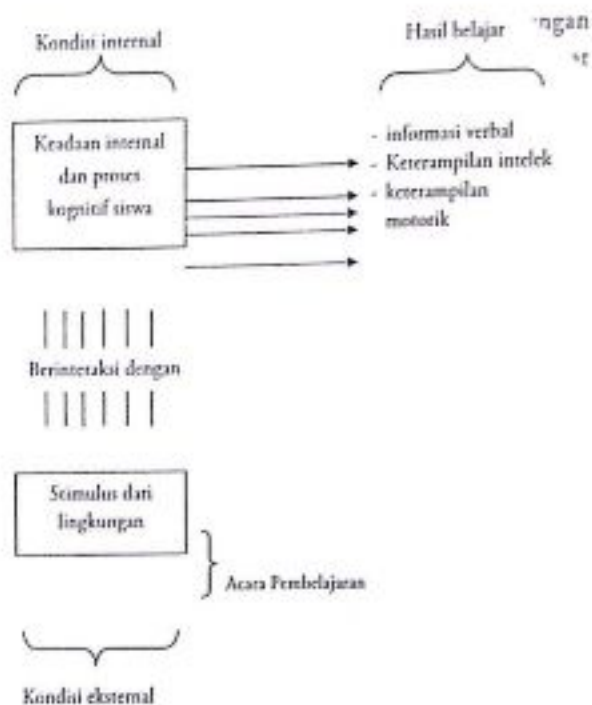 Kondisi internal
Hasil belajar
ngan
Keadaan internal
dan proses
kognitif siswa
- informasi verbal
- Keterampilan intelek
- keterampilan
motorik
Berinteraksi dengan
Stimulus dari
lingkungan
Acara Pembelajaran
Kondisi eksternal